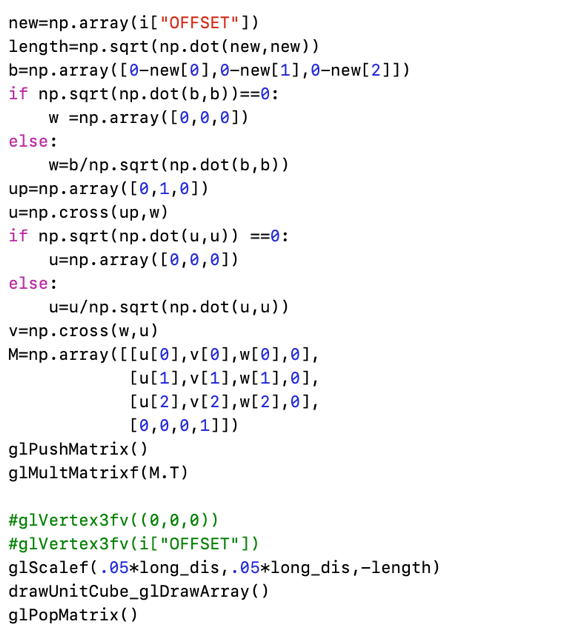 new=np.array(i["OFFSET"])
length=np.sqrt(np.dot(new,new))
b=np.array([0-new[0],0-new[1],0-new[2]])
if np.sqrt(np.dot(b,b))==0:
    w =np.array([0,0,0])
else:
    w=b/np.sqrt(np.dot(b,b))
up=np.array([0,1,0])
u=np.cross(up,w)
if np.sqrt(np.dot(u,u)) ==0:
    u=np.array([0,0,0])
else:
    u=u/np.sqrt(np.dot(u,u))
v=np.cross(w,u)
M=np.array([[u[0],v[0],w[0],0],
            [u[1],v[1],w[1],0],
            [u[2],v[2],w[2],0],
            [0,0,0,1]])
glPushMatrix()
glMultMatrixf(M.T)

#glVertex3fv((0,0,0))
#glVertex3fv(i["OFFSET"])
glScalef(.05*long_dis,.05*long_dis,-length)
drawUnitCube_glDrawArray()
glPopMatrix()